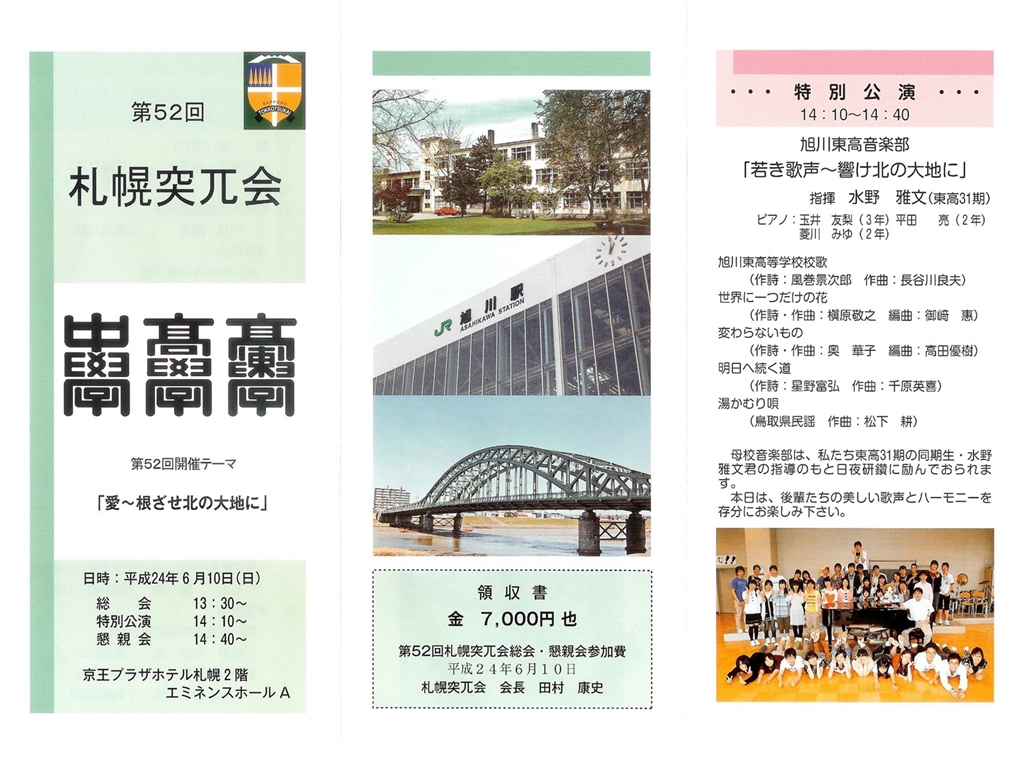 第52回
札幌突兀会
SAPPORO
TOKKOTSUKAI
第52回開催テーマ
「愛～根ざせ北の大地に」
日時：平成24年6月10日(日)
総　会　13：30～
特別公演　14：10～
懇親会　14：40～
京王プラザホテル札幌2階
エミネンスホールA
JR 旭川駅
ASAHIKAWA STATION
領収書
金　7,000円也
第52回札幌突兀会総会・懇親会参加費
平成24年6月10日
札幌突兀会　会長　田村　康史
・・・　特別公演　・・・
14：10～14：40
旭川東高音楽部
「若き歌声～響け北の大地に」
指揮　水野　雅文(東高31期)
ピアノ：玉井　友梨(3年)平田　亮(2年)
菱川　みゆ(2年)
旭川東高等学校校歌
(作詩：風巻景次郎　作曲：長谷川良夫)
世界に一つだけの花
(作詩・作曲：槇原敬之　編曲：御﨑　惠)
変わらないもの
(作詩・作曲：奥　華子　編曲：高田優樹)
明日へ続く道
(作詩：星野富弘　作曲：千原英喜)
湯かむり唄
(鳥取県民謡　作曲：松下　耕)
母校音楽部は、私たち東高31期の同期生・水野
雅文君の指導のもと日夜研鑽に励んでおられま
す。
本日は、後輩たちの美しい歌声とハーモニーを
存分にお楽しみ下さい。